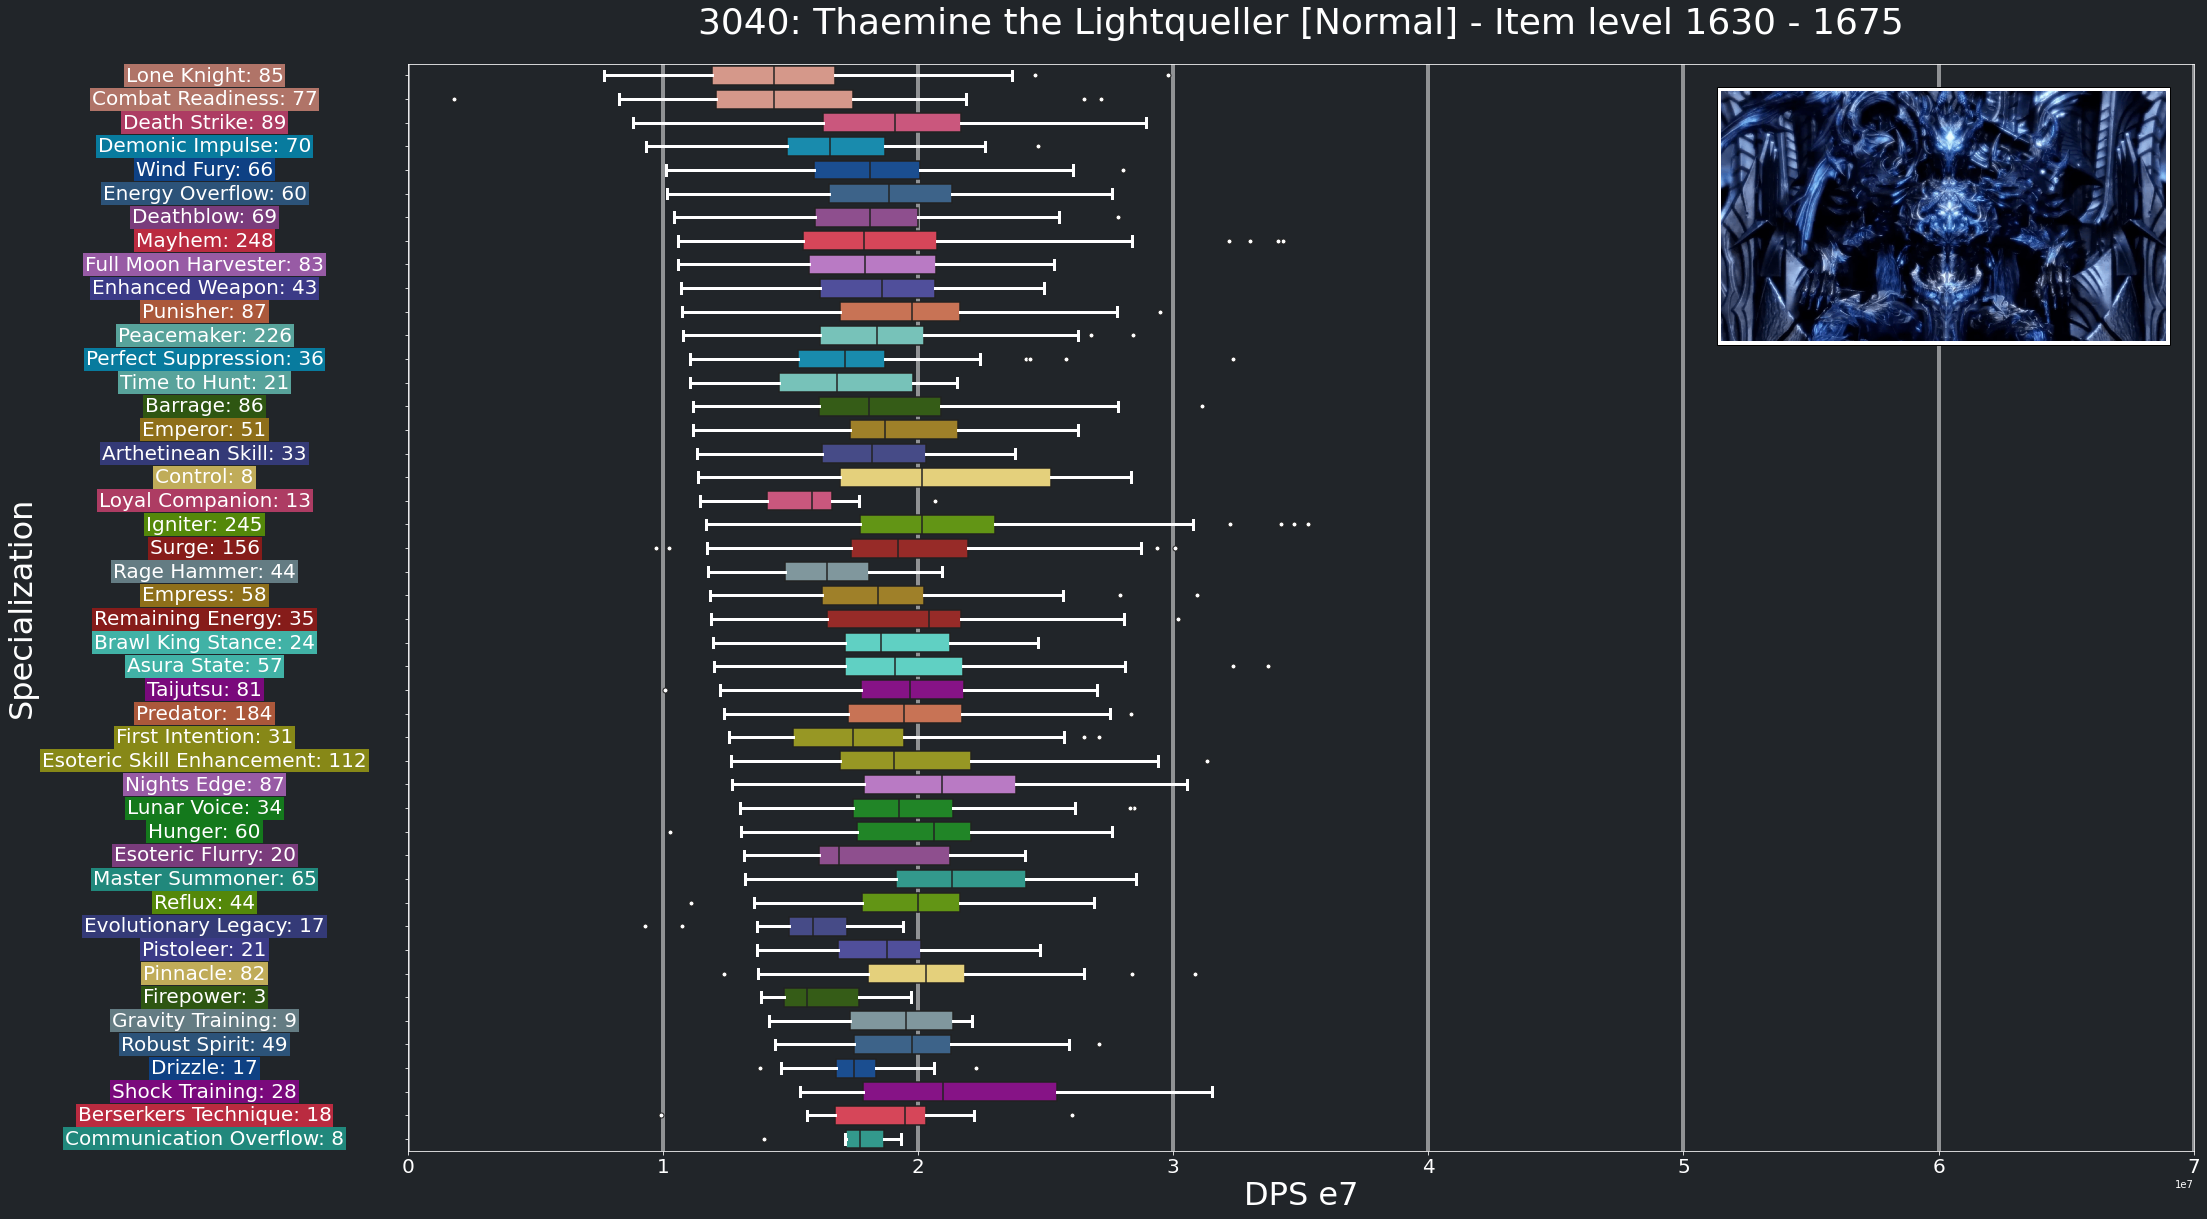 3040: Thaemine the Lightqueller [Normal] - Item level 1630 - 1675
Specialization
Lone Knight: 85
Combat Readiness: 77
Death Strike: 89
Demonic Impulse: 70
Wind Fury: 66
Energy Overflow: 60
Deathblow: 69
Mayhem: 248
Full Moon Harvester: 83
Enhanced Weapon: 43
Punisher: 87
Peacemaker: 226
Perfect Suppression: 36
Time to Hunt: 21
Barrage: 86
Emperor: 51
Arthetinean Skill: 33
Control: 8
Loyal Companion: 13
Igniter: 245
Surge: 156
Rage Hammer: 44
Empress: 58
Remaining Energy: 35
Brawl King Stance: 24
Asura State: 57
Taijutsu: 81
Predator: 184
First Intention: 31
Esoteric Skill Enhancement: 112
Nights Edge: 87
Lunar Voice: 34
Hunger: 60
Esoteric Flurry: 20
Master Summoner: 65
Reflux: 44
Evolutionary Legacy: 17
Pistoleer: 21
Pinnacle: 82
Firepower: 3
Gravity Training: 9
Robust Spirit: 49
Drizzle: 17
Shock Training: 28
Berserkers Technique: 18
Communication Overflow: 8
0 1 2 3 4 5 6 7
1e7
DPS e7